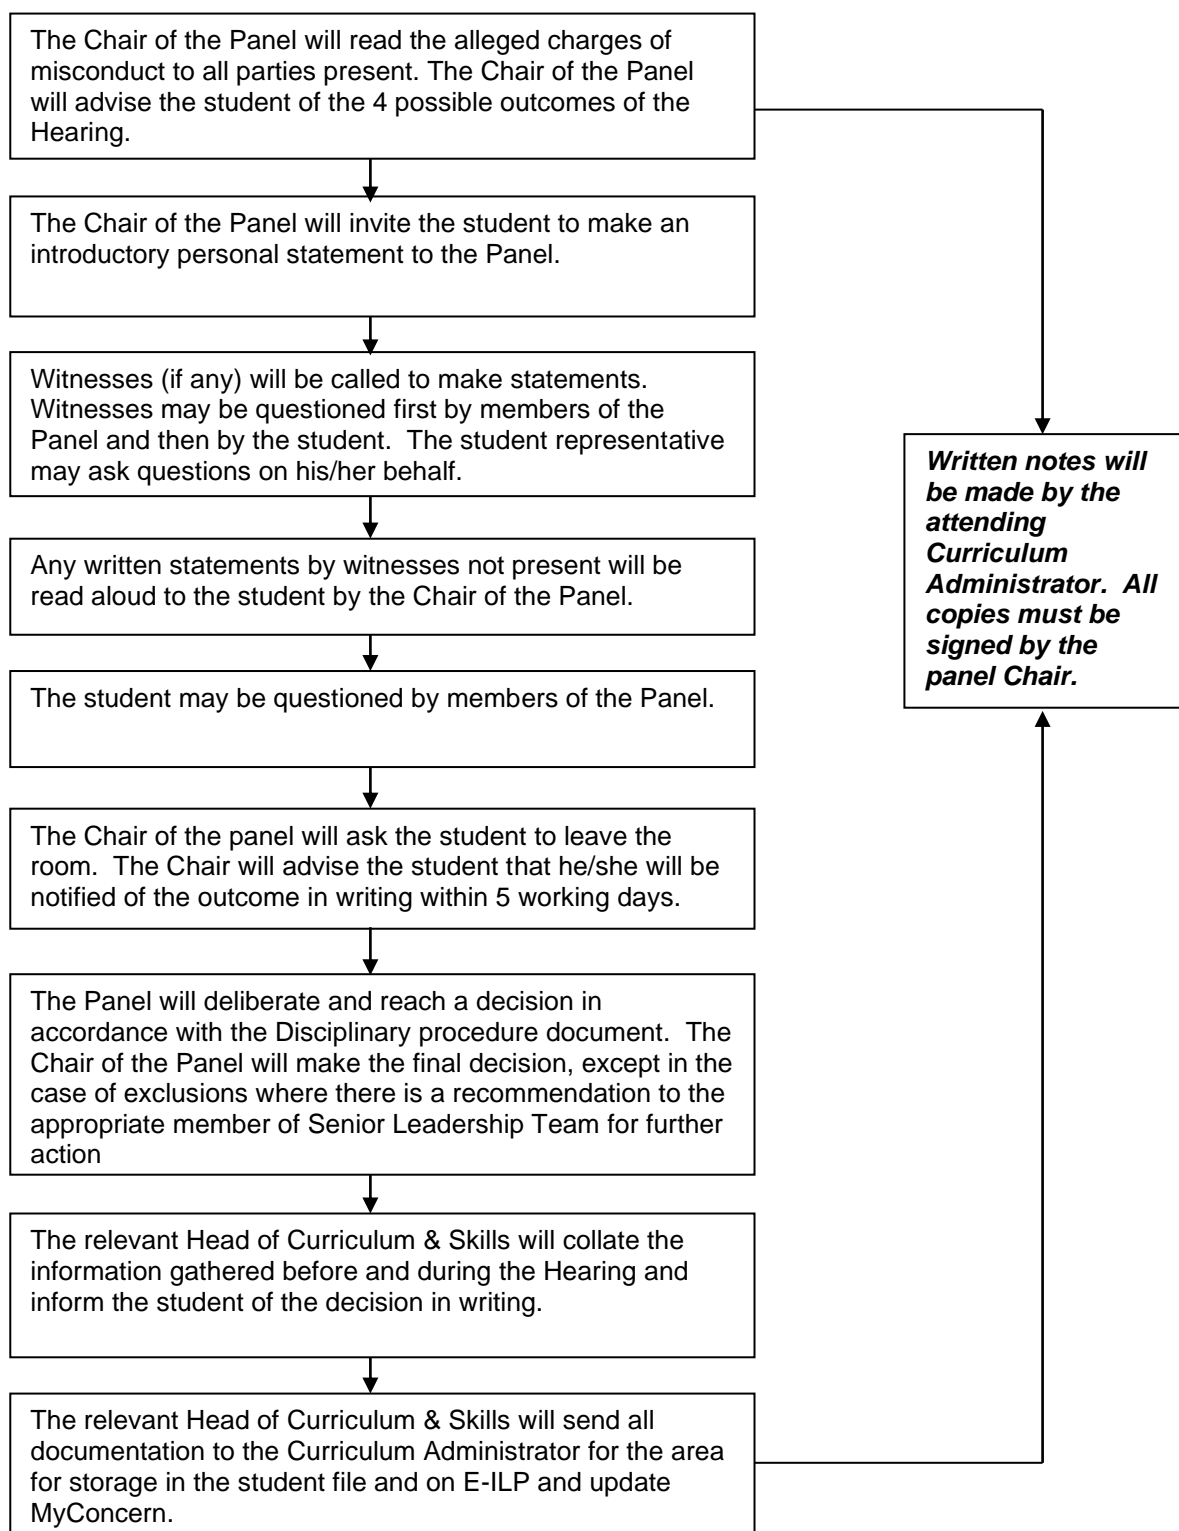 The Chair of the Panel will read the alleged charges of
misconduct to all parties present. The Chair of the Panel
will advise the student of the 4 possible outcomes of the
Hearing.
The Chair of the Panel will invite the student to make an
introductory personal statement to the Panel.
Witnesses (if any) will be called to make statements.
Witnesses may be questioned first by members of the
Panel and then by the student.  The student representative
may ask questions on his/her behalf.
Any written statements by witnesses not present will be
read aloud to the student by the Chair of the Panel.
The student may be questioned by members of the Panel.
The Chair of the panel will ask the student to leave the
room.  The Chair will advise the student that he/she will be
notified of the outcome in writing within 5 working days.
The Panel will deliberate and reach a decision in
accordance with the Disciplinary procedure document.  The
Chair of the Panel will make the final decision, except in the
case of exclusions where there is a recommendation to the
appropriate member of Senior Leadership Team for further
action
The relevant Head of Curriculum & Skills will collate the
information gathered before and during the Hearing and
inform the student of the decision in writing.
The relevant Head of Curriculum & Skills will send all
documentation to the Curriculum Administrator for the area
for storage in the student file and on E-ILP and update
MyConcern.
Written notes will
be made by the
attending
Curriculum
Administrator.  All
copies must be
signed by the
panel Chair.